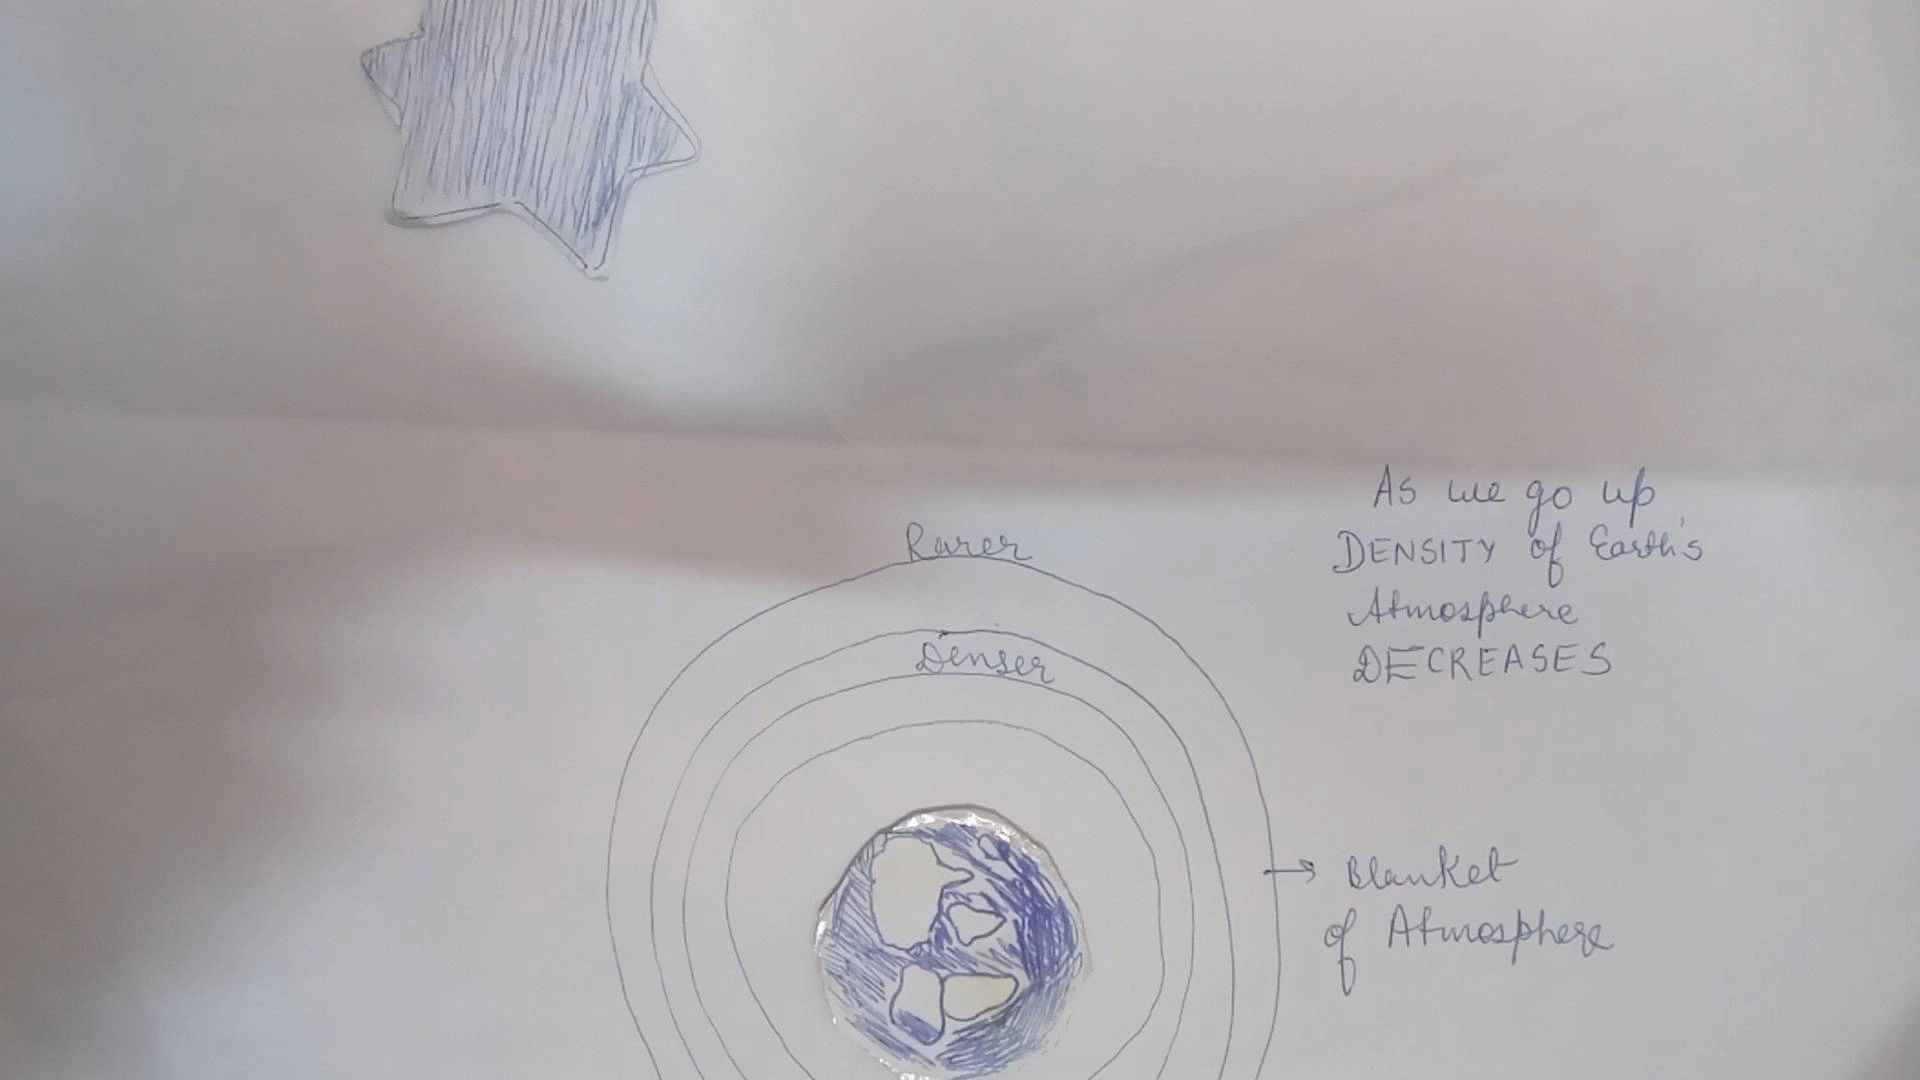 As we go up
DENSITY of Earth's
Atmosphere
DECREASES
Rarer
Denser
Blanket
of Atmosphere